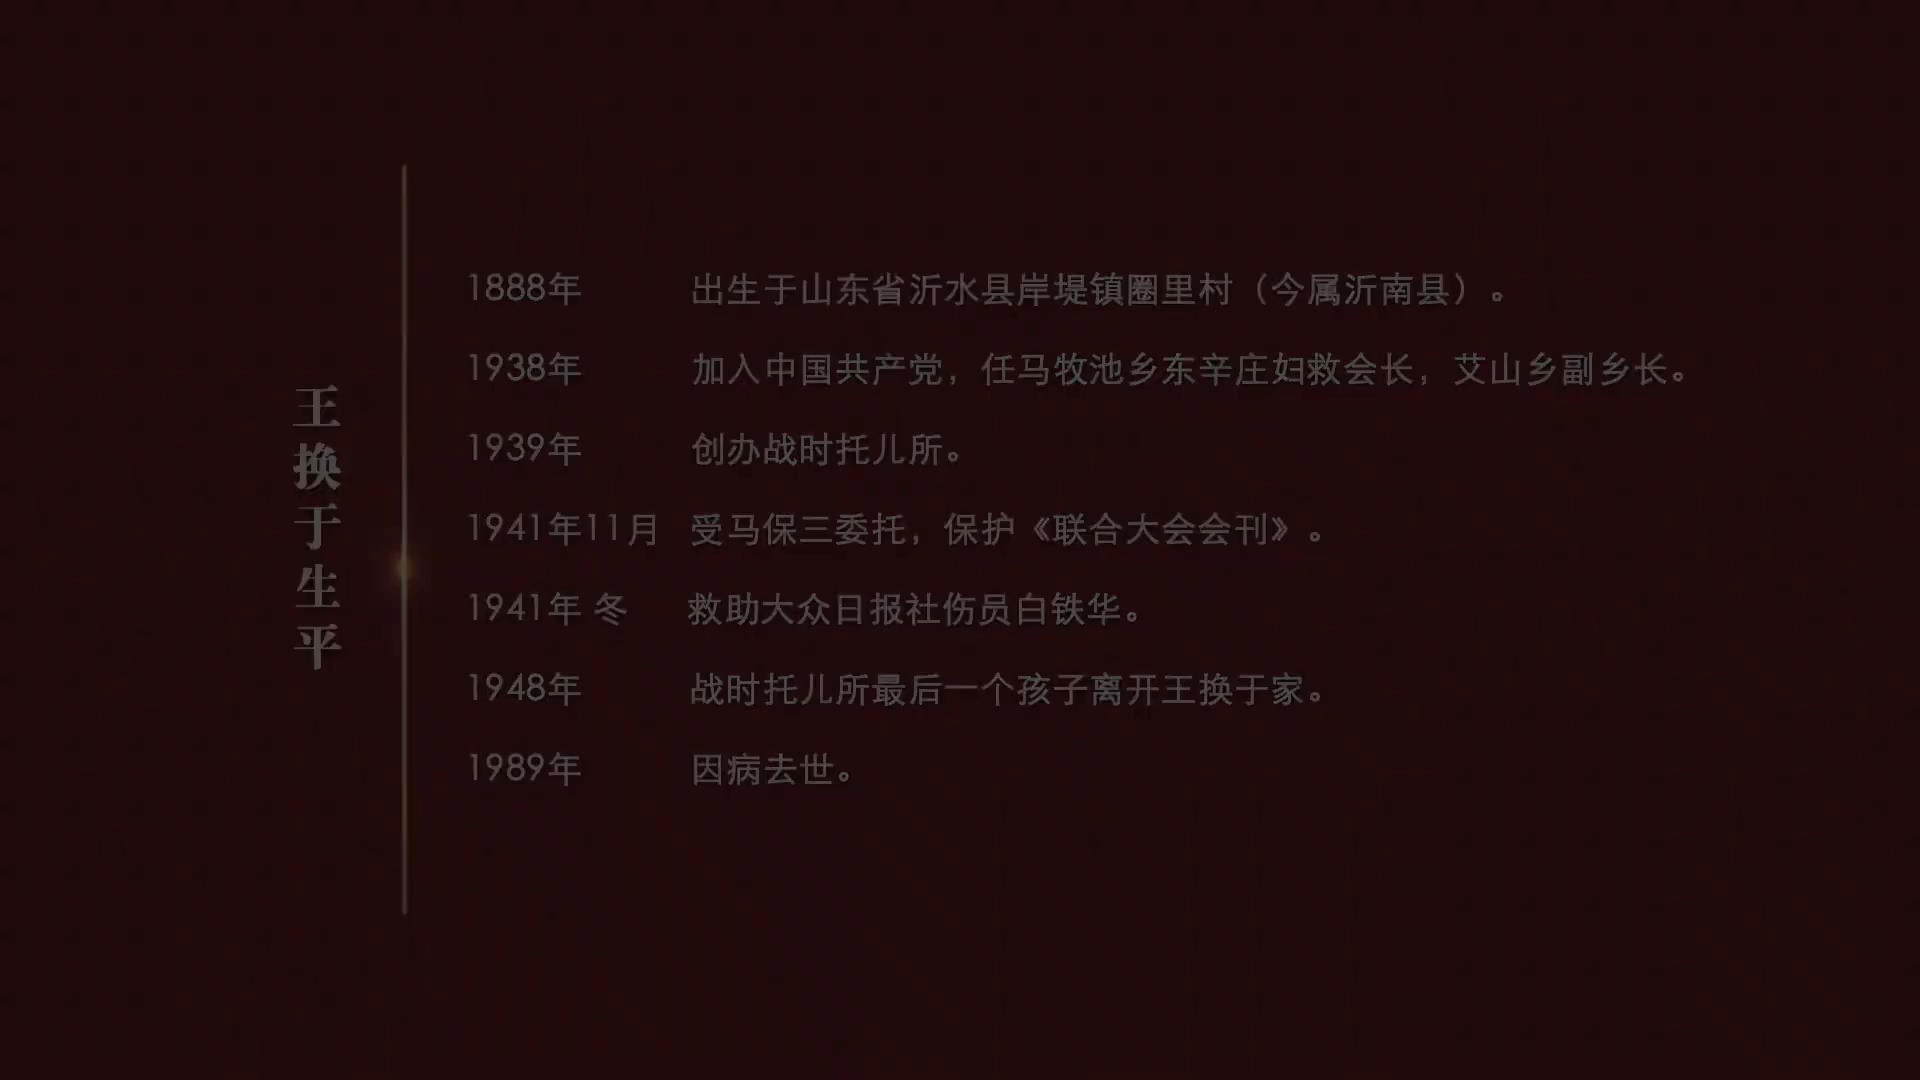 王换于生平
1888年 出生于山东省沂水县岸堤镇圈里村（今属沂南县）。
1938年 加入中国共产党，任马牧池乡东辛庄妇救会长，艾山乡副乡长。
1939年 创办战时托儿所。
1941年11月 受马保三委托，保护《联合大会会刊》。
1941年 冬 救助大众日报社伤员白铁华。
1948年 战时托儿所最后一个孩子离开王换于家。
1989年 因病去世。